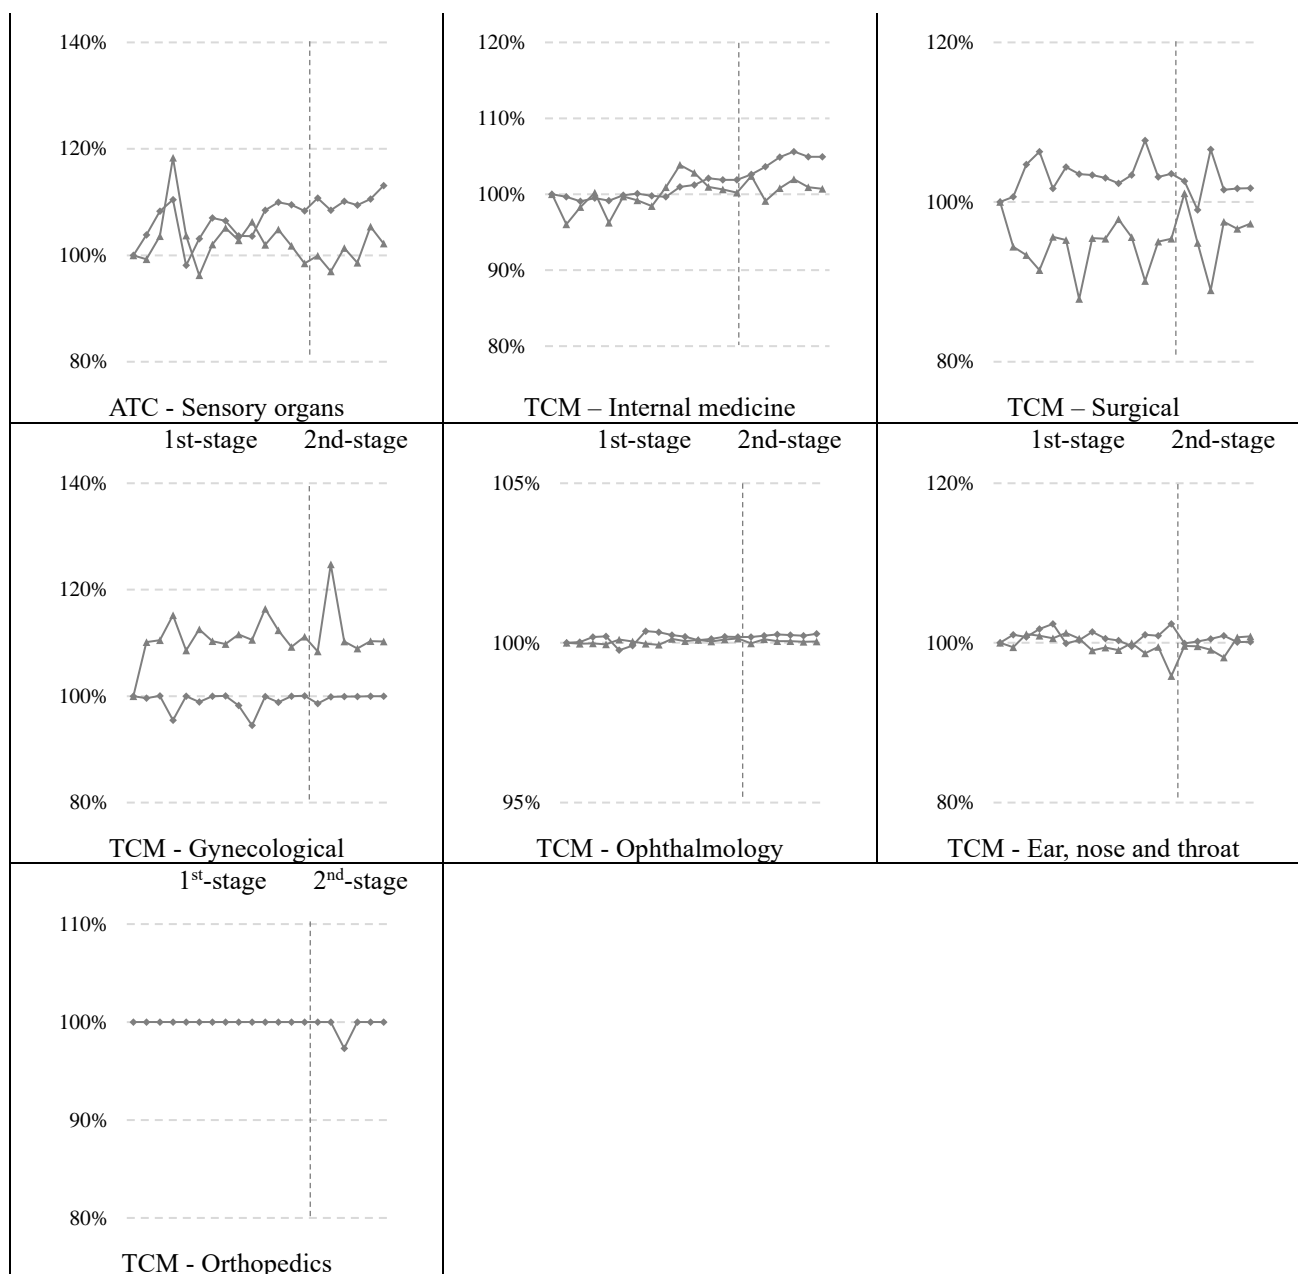 140%
120%
100%
80%
ATC - Sensory organs
120%
110%
100%
90%
80%
TCM – Internal medicine
120%
100%
80%
TCM – Surgical
1st-stage 2nd-stage
140%
120%
100%
80%
TCM - Gynecological
1st-stage 2nd-stage
105%
100%
95%
TCM - Ophthalmology
1st-stage 2nd-stage
120%
100%
80%
TCM - Ear, nose and throat
1st-stage 2nd-stage
110%
100%
90%
80%
TCM - Orthopedics